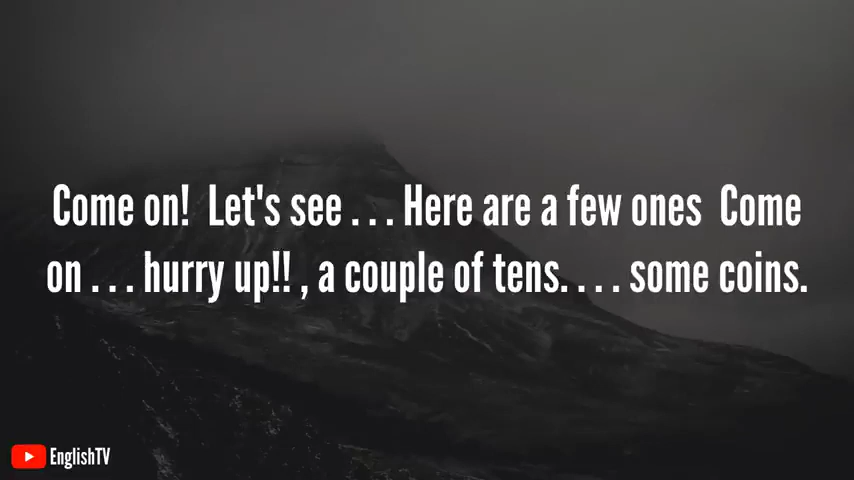 Come on!  Let's see . . . Here are a few ones  Come
on . . . hurry up!! , a couple of tens. . . . some coins.
EnglishTV